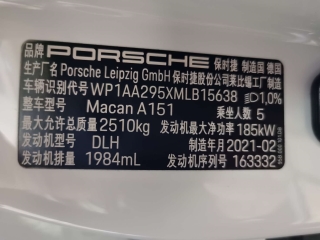 品牌 PORSCHE 保时捷 制造国 德国
生产厂名 Porsche Leipzig GmbH 保时捷股份公司莱比锡工厂制造
车辆识别代号 WP1AA295XMLB15638 1,0%
整车型号 Macan A151 乘坐人数 5
最大允许总质量 2510kg 发动机最大净功率 185kW
发动机型号 DLH 制造年月 2021-02
发动机排量 1984mL 发动机序列号 163332